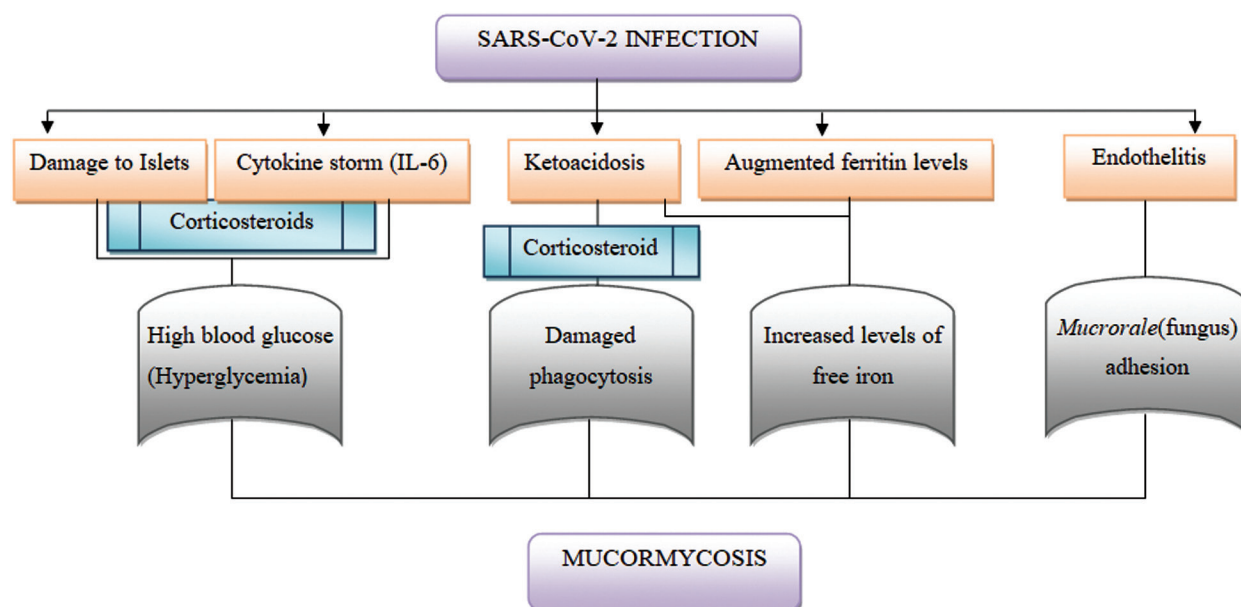 SARS-CoV-2 INFECTION
Damage to Islets
Cytokine storm (IL-6)
Ketoacidosis
Augmented ferritin levels
Endothelitis
Corticosteroids
Corticosteroid
High blood glucose
(Hyperglycemia)
Damaged
phagocytosis
Increased levels of
free iron
Mucrorale(fungus)
adhesion
MUCORMYCOSIS